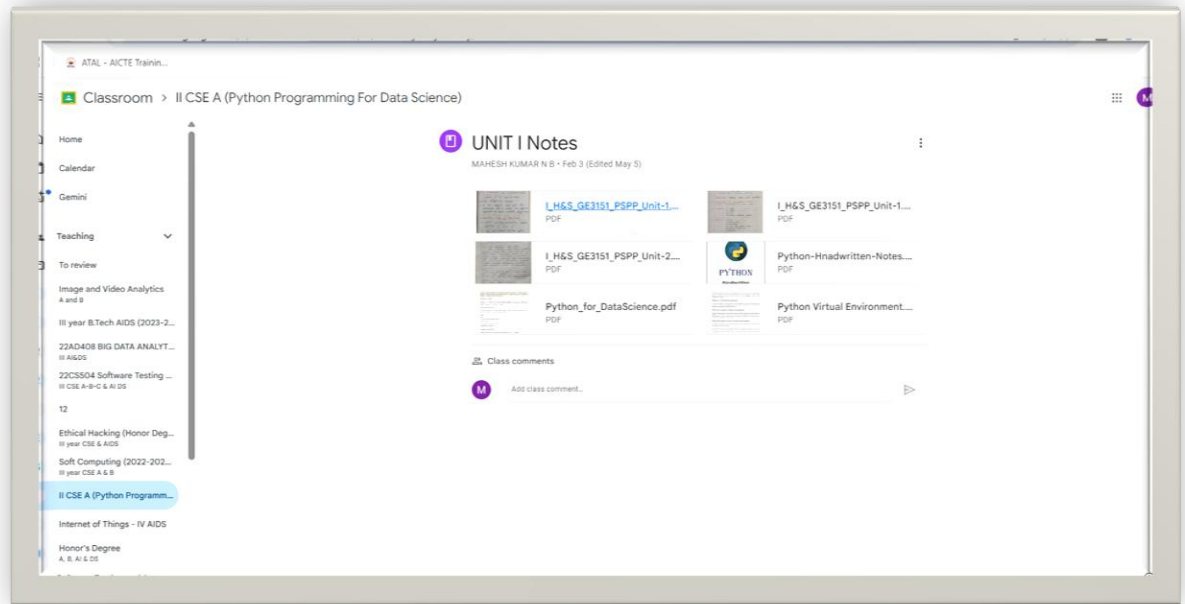 ATAL - AICTE Trainin...
Classroom > II CSE A (Python Programming For Data Science)
M
Home
Calendar
Gemini
Teaching
To review
Image and Video Analytics
A and B
III year B.Tech AIDS (2023-2...
22AD408 BIG DATA ANALYT...
III AI&DS
22CS504 Software Testing ...
III CSE A-B-C & AI DS
12
Ethical Hacking (Honor Deg...
III year CSE & AIDS
Soft Computing (2022-202...
III year CSE A & B
II CSE A (Python Programm...
Internet of Things - IV AIDS
Honor's Degree
A, B, AI & DS
UNIT I Notes
MAHESH KUMAR N B • Feb 3 (Edited May 5)
I_H&S_GE3151_PSPP_Unit-1....
PDF
I_H&S_GE3151_PSPP_Unit-1....
PDF
I_H&S_GE3151_PSPP_Unit-2....
PDF
PYTHON
Python-Hnadwritten-Notes....
PDF
Python_for_DataScience.pdf
PDF
Python Virtual Environment....
PDF
Class comments
M
Add class comment...